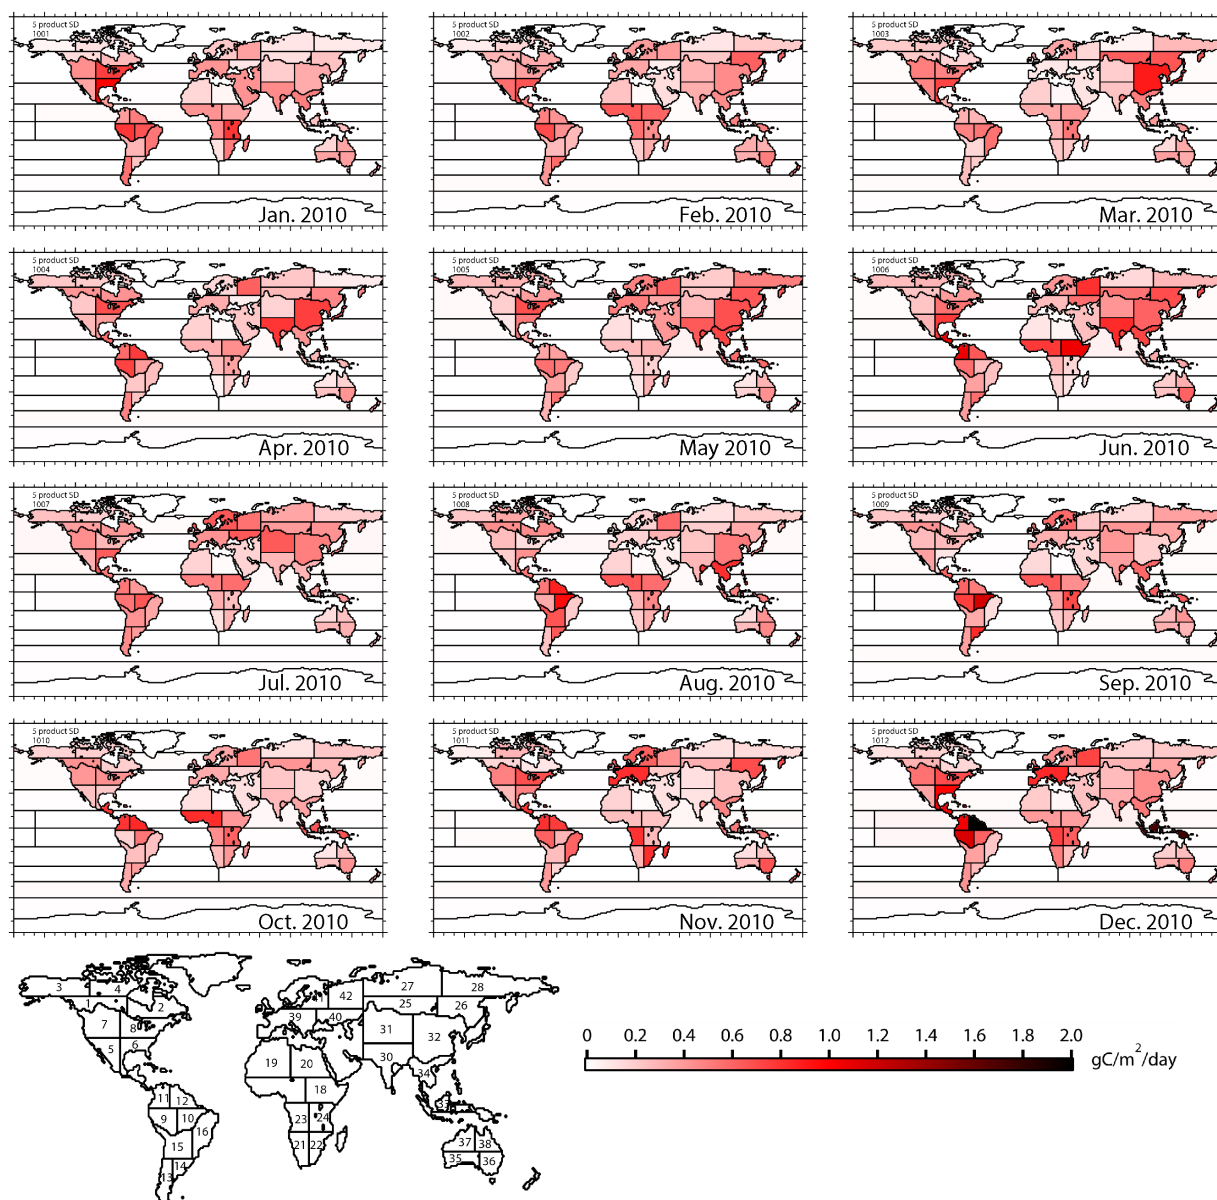 5 product SD
1001
Jan. 2010
5 product SD
1002
Feb. 2010
5 product SD
1003
Mar. 2010
5 product SD
1004
Apr. 2010
5 product SD
1005
May 2010
5 product SD
1006
Jun. 2010
5 product SD
1007
Jul. 2010
5 product SD
1008
Aug. 2010
5 product SD
1009
Sep. 2010
5 product SD
1010
Oct. 2010
5 product SD
1011
Nov. 2010
5 product SD
1012
Dec. 2010
3 4 27 28
42
1 2 25 26
39 40
7 8 31 32
5 6 30
19 20 34
18
11 12
9 10 23 24
16
15 21 22 37 38
14 35 36
13
0 0.2 0.4 0.6 0.8 1.0 1.2 1.4 1.6 1.8 2.0
gC/m²/day